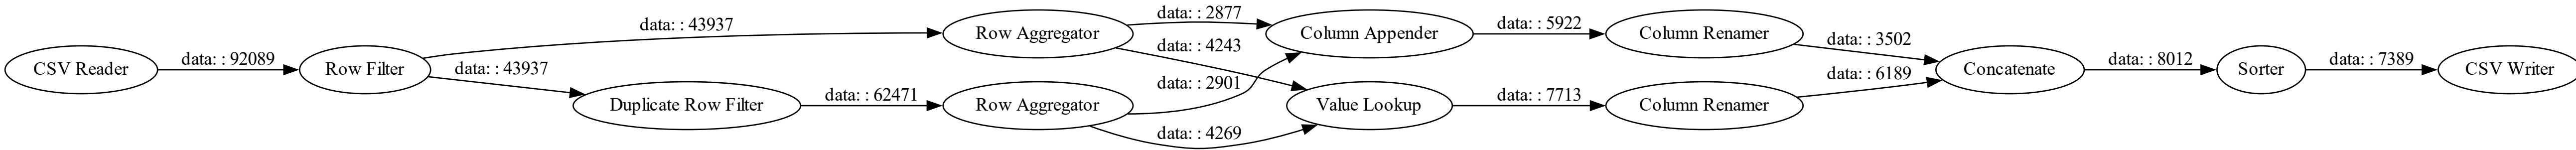 CSV Reader
data: : 92089
Row Filter
data: : 43937
data: : 43937
Duplicate Row Filter
data: : 62471
Row Aggregator
Row Aggregator
data: : 2877
data: : 4243
data: : 2901
data: : 4269
Column Appender
Value Lookup
data: : 5922
data: : 7713
Column Renamer
Column Renamer
data: : 3502
data: : 6189
Concatenate
data: : 8012
Sorter
data: : 7389
CSV Writer